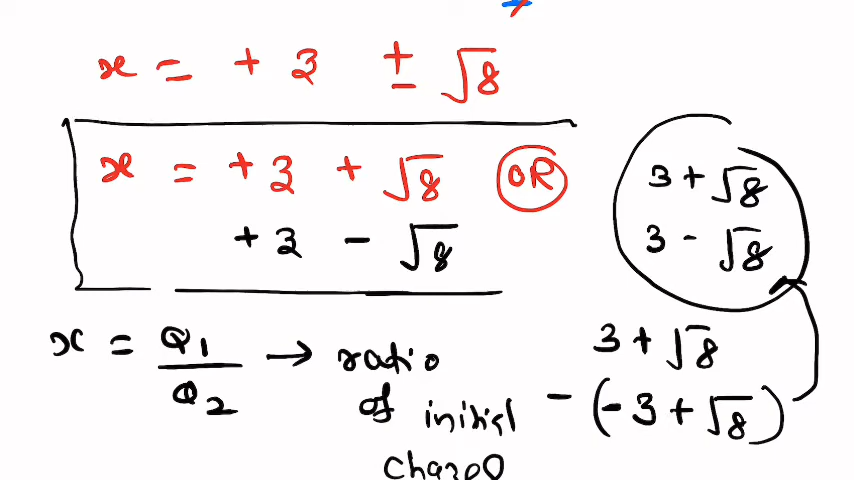 x = + 3 ± √8
x = + 3 + √8 OR
+ 3 - √8
3 + √8
3 - √8
x = Q1/Q2 → ratio of initial
3 + √8
- (- 3 + √8)